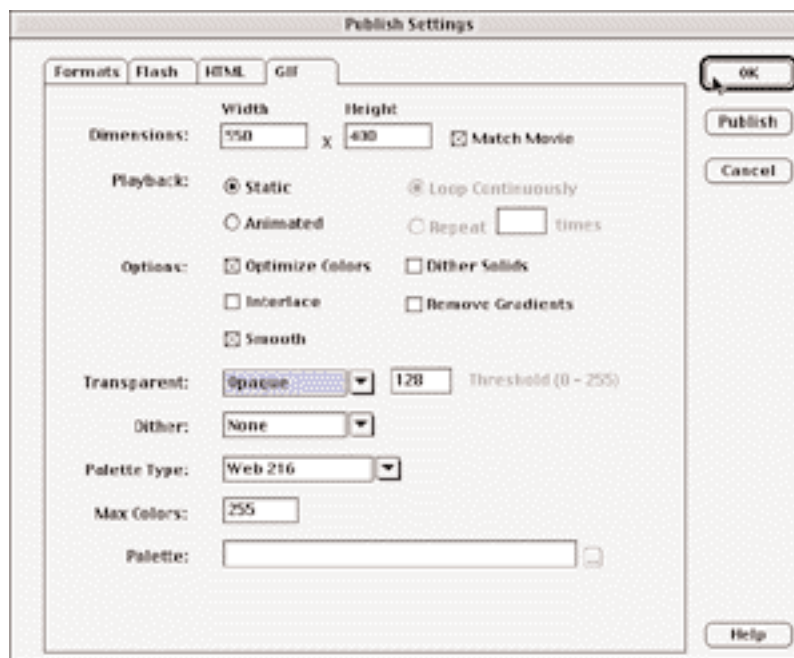 Publish Settings
Formats Flash HTML GIF
OK
Width Height
Dimensions: 550 x 400 Match Movie
Publish
Playback: Static Loop Continuously
Cancel
Animated Repeat times
Options: Optimize Colors Dither Solids
Interlace Remove Gradients
Smooth
Transparent: Opaque 128 Threshold (0 - 255)
Dither: None
Palette Type: Web 216
Max Colors: 255
Palette: ...
Help